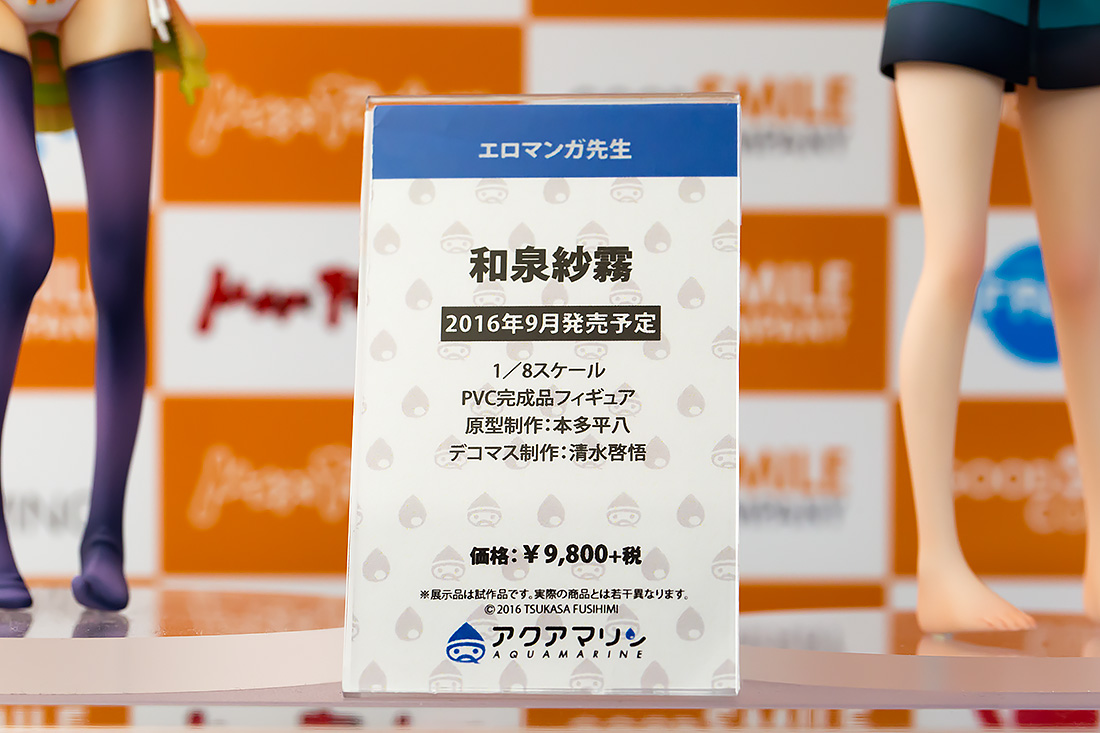 エロマンガ先生
和泉紗霧
2016年9月発売予定
1／8スケール
PVC完成品フィギュア
原型制作：本多平八
デコマス制作：清水啓悟
価格：￥9,800+税
※展示品は試作品です。実際の商品とは若干異なります。
© 2016 TSUKASA FUSIHIMI
アクアマリン
AQUAMARINE
SMILE